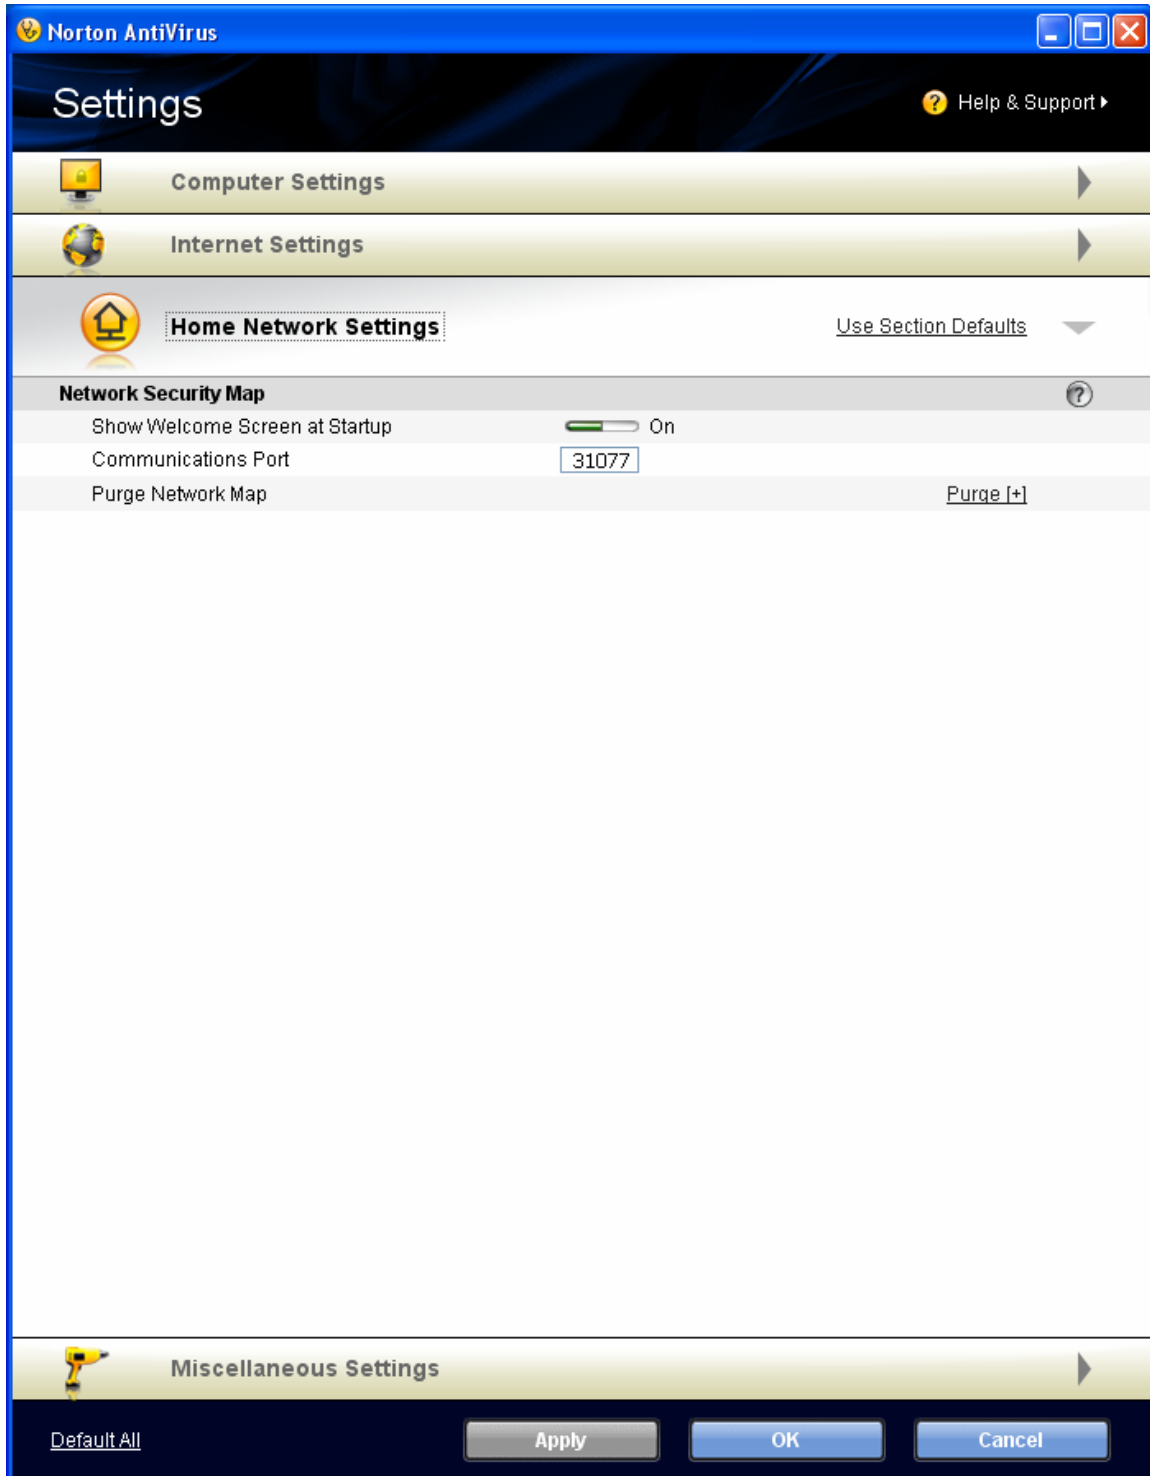 Norton AntiVirus
Settings
? Help & Support
Computer Settings
Internet Settings
Home Network Settings
Use Section Defaults
Network Security Map
?
Show Welcome Screen at Startup
On
Communications Port
31077
Purge Network Map
Purge [+]
Miscellaneous Settings
Default All
Apply
OK
Cancel